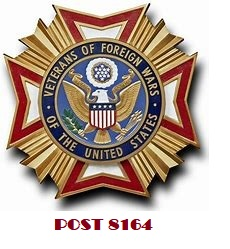 VETERANS OF FOREIGN WARS
OF THE UNITED STATES
POST 8164